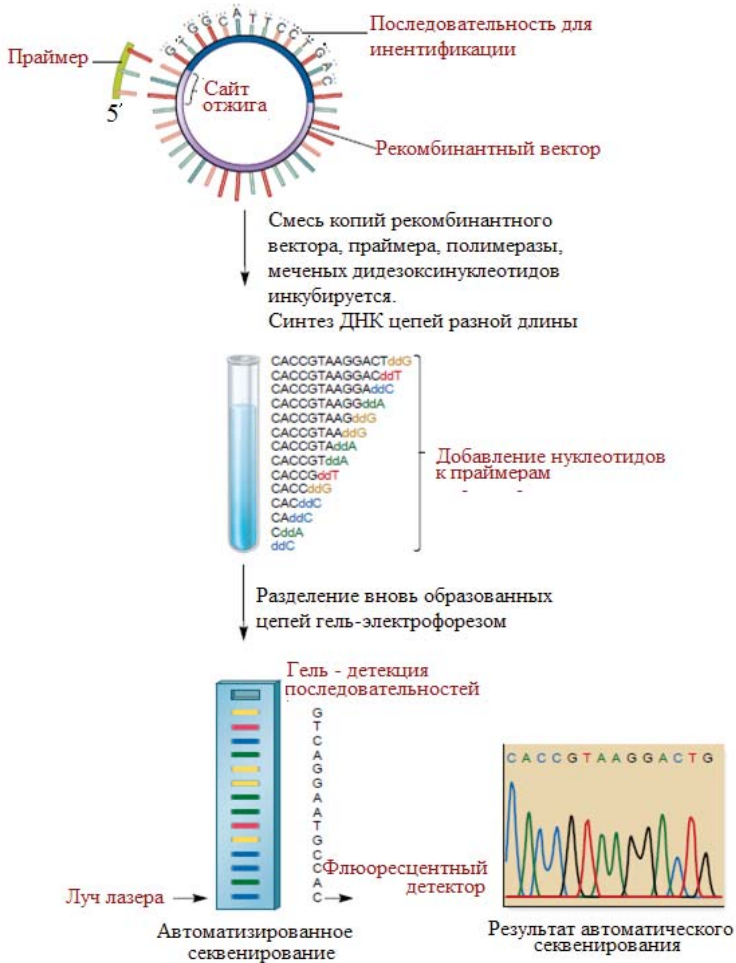 GTGGCATTCCTGAC
Последовательность для
инентификации
Праймер
5'
Сайт
отжига
Рекомбинантный вектор
Смесь копий рекомбинантного
вектора, праймера, полимеразы,
меченых дидезоксинуклеотидов
инкубируется.
Синтез ДНК цепей разной длины
CACCGTAAGGACTddG
CACCGTAAGGACddT
CACCGTAAGGAddC
CACCGTAAGGddA
CACCGTAAGddG
CACCGTAAddG
CACCGTAddA
CACCGTddA
CACCGddT
CACCddG
CACddC
CAddC
CddA
ddC
Добавление нуклеотидов
к праймерам
Разделение вновь образованных
цепей гель-электрофорезом
Гель - детекция
последовательностей
G
T
C
A
G
G
A
A
T
G
C
C
A
C
Флюоресцентный
детектор
Луч лазера
Автоматизированное
секвенирование
CACCGTAAGGACTG
Результат автоматического
секвенирования